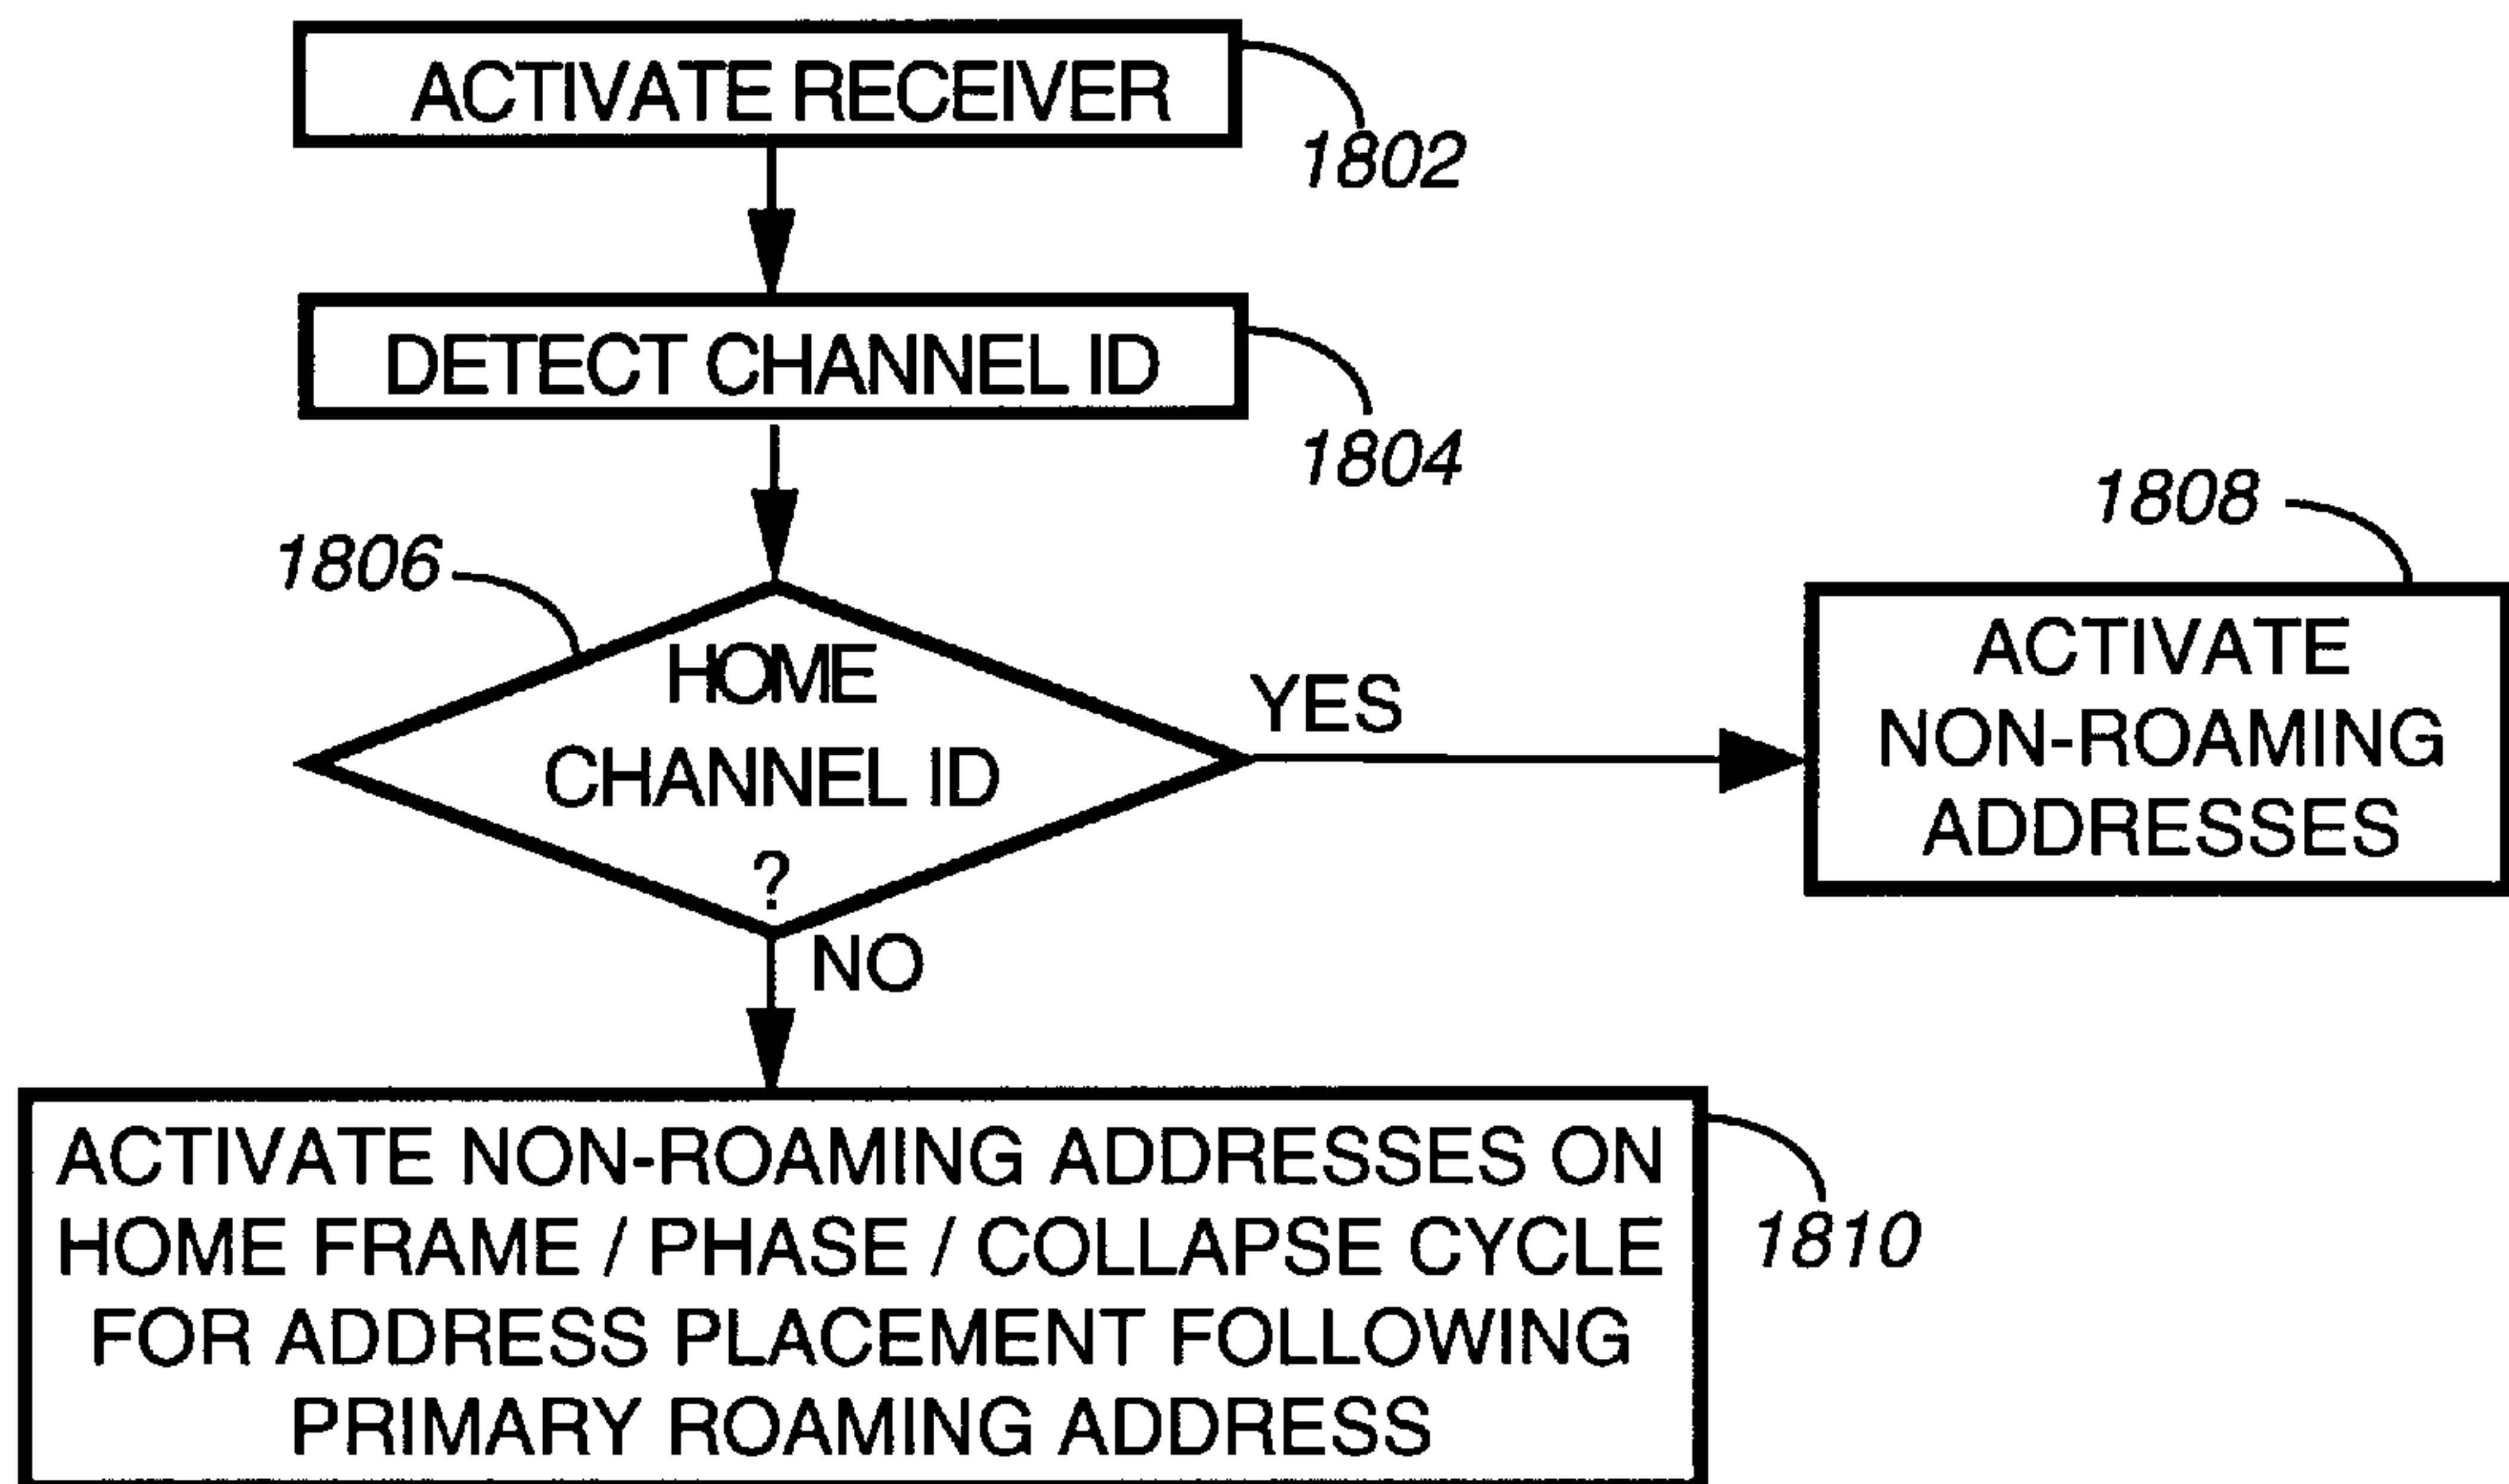 ACTIVATE RECEIVER
1802
DETECT CHANNEL ID
1804
1806
HOME
CHANNEL ID
?
YES
NO
1808
ACTIVATE
NON-ROAMING
ADDRESSES
ACTIVATE NON-ROAMING ADDRESSES ON
HOME FRAME / PHASE / COLLAPSE CYCLE
FOR ADDRESS PLACEMENT FOLLOWING
PRIMARY ROAMING ADDRESS
1810